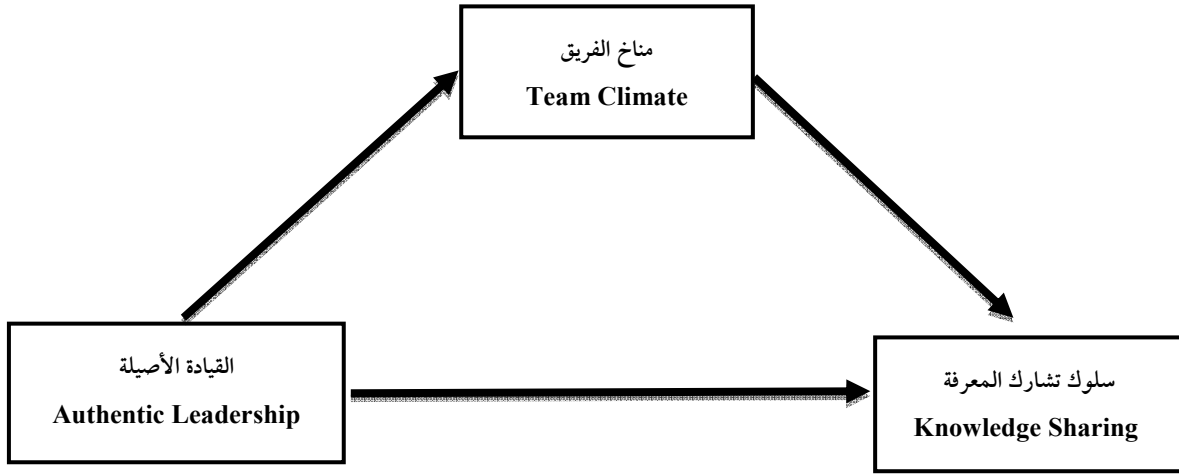 مناخ الفريق
Team Climate
القيادة الأصيلة
Authentic Leadership
سلوك تشارك المعرفة
Knowledge Sharing